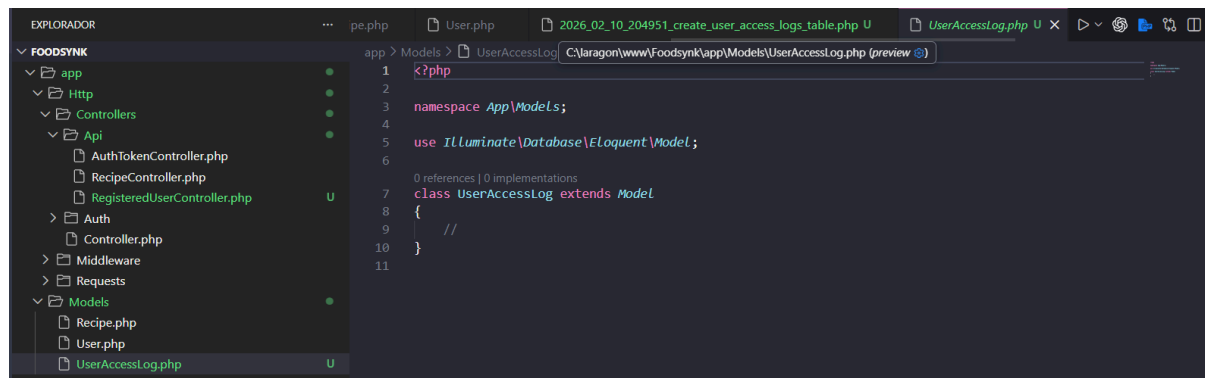 EXPLORADOR ···
FOODSYNK
app
Http
Controllers
Api
AuthTokenController.php
RecipeController.php
RegisteredUserController.php U
Auth
Controller.php
Middleware
Requests
Models
Recipe.php
User.php
UserAccessLog.php U
ipe.php User.php 2026_02_10_204951_create_user_access_logs_table.php U UserAccessLog.php U
app > Models > UserAccessLog
C:\laragon\www\Foodsynk\app\Models\UserAccessLog.php (preview)
1 <?php
2
3 namespace App\Models;
4
5 use Illuminate\Database\Eloquent\Model;
6
0 references | 0 implementations
7 class UserAccessLog extends Model
8 {
9 //
10 }
11